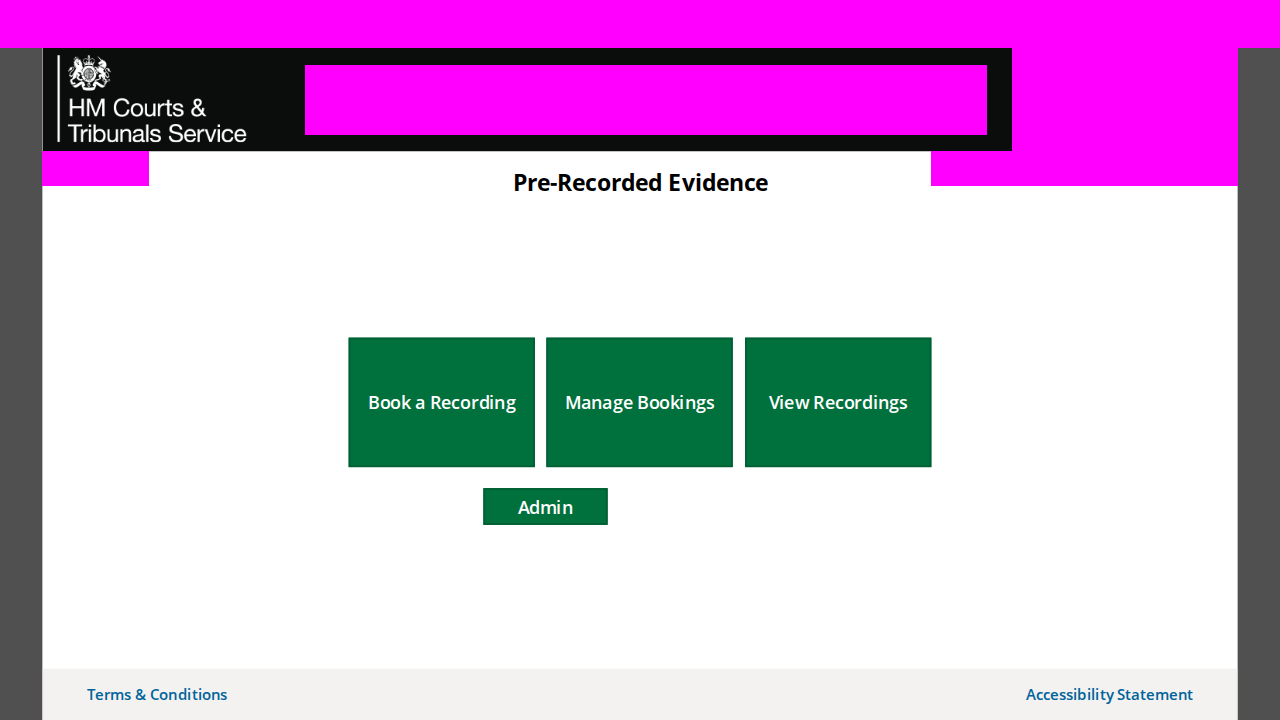 HM Courts &
Tribunals Service
Pre-Recorded Evidence
Book a Recording
Manage Bookings
View Recordings
Admin
Terms & Conditions
Accessibility Statement